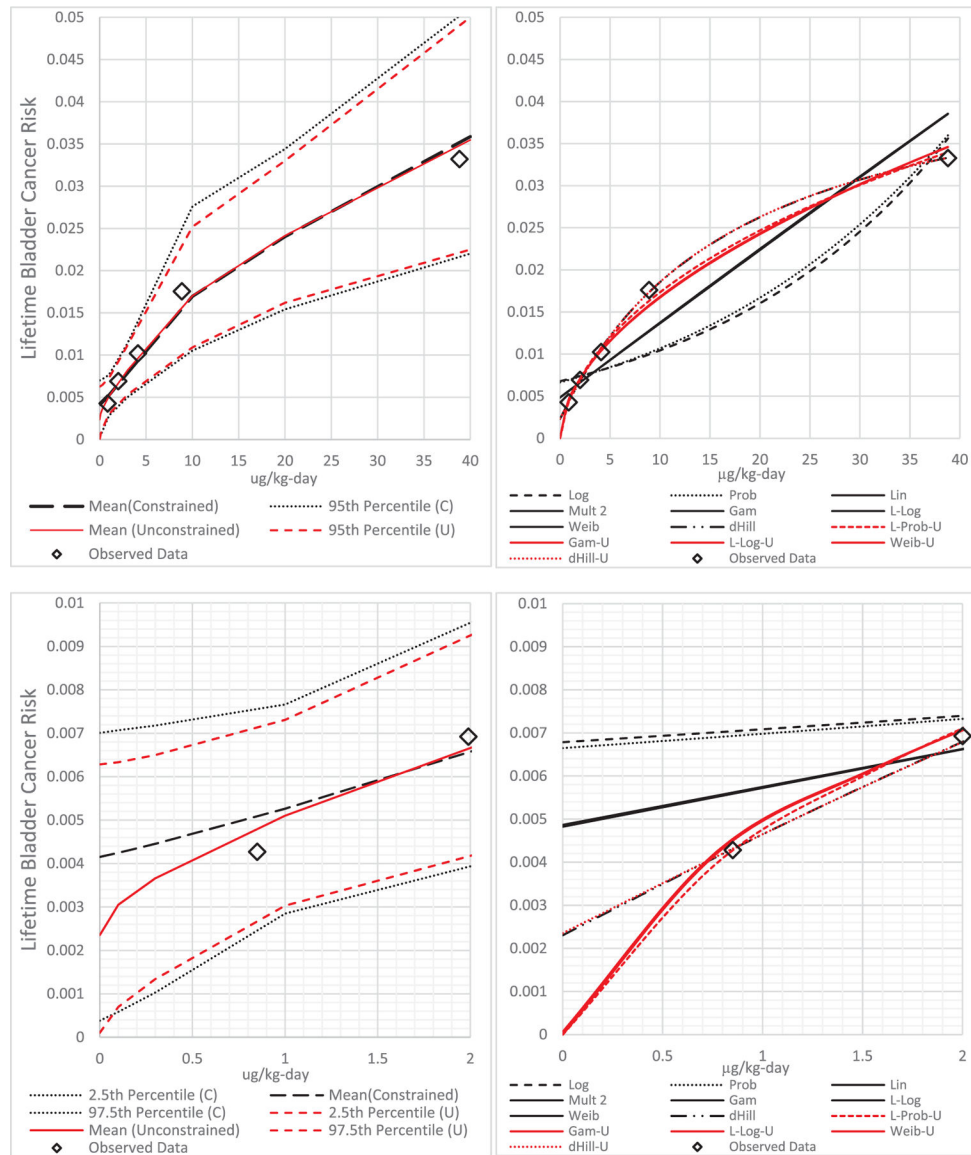 0.05
0.045
0.04
0.035
0.03
0.025
0.02
0.015
0.01
0.005
0
Lifetime Bladder Cancer Risk
0 5 10 15 20 25 30 35 40
ug/kg-day
Mean(Constrained) 95th Percentile (C)
Mean (Unconstrained) 95th Percentile (U)
Observed Data
0.05
0.045
0.04
0.035
0.03
0.025
0.02
0.015
0.01
0.005
0
0 5 10 15 20 25 30 35 40
μg/kg-day
Log Prob Lin
Mult 2 Gam L-Log
Weib dHill L-Prob-U
Gam-U L-Log-U Weib-U
dHill-U Observed Data
0.01
0.009
0.008
0.007
0.006
0.005
0.004
0.003
0.002
0.001
0
Lifetime Bladder Cancer Risk
0 0.5 1 1.5 2
ug/kg-day
2.5th Percentile (C) Mean(Constrained)
97.5th Percentile (C) 2.5th Percentile (U)
Mean (Unconstrained) 97.5th Percentile (U)
Observed Data
0.01
0.009
0.008
0.007
0.006
0.005
0.004
0.003
0.002
0.001
0
0 0.5 1 1.5 2
μg/kg-day
Log Prob Lin
Mult 2 Gam L-Log
Weib dHill L-Prob-U
Gam-U L-Log-U Weib-U
dHill-U Observed Data